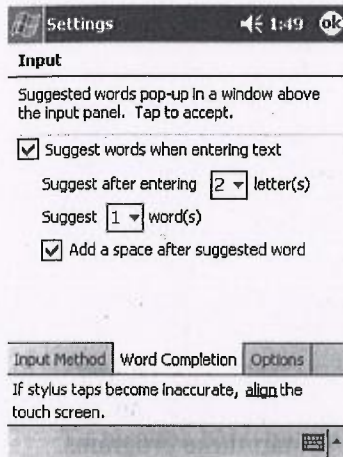 Settings 1:49 ok
Input
Suggested words pop-up in a window above
the input panel. Tap to accept.
Suggest words when entering text
Suggest after entering 2 letter(s)
Suggest 1 word(s)
Add a space after suggested word
Input Method Word Completion Options
If stylus taps become inaccurate, align the
touch screen.